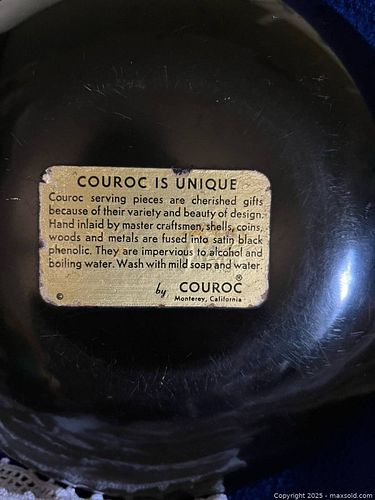 COUROC IS UNIQUE
Couroc serving pieces are cherished gifts
because of their variety and beauty of design.
Hand inlaid by master craftsmen, shells, coins,
woods and metals are fused into satin black
phenolic. They are impervious to alcohol and
boiling water. Wash with mild soap and water.
by COUROC®
Monterey, California
©
Copyright 2025 - maxsold.com